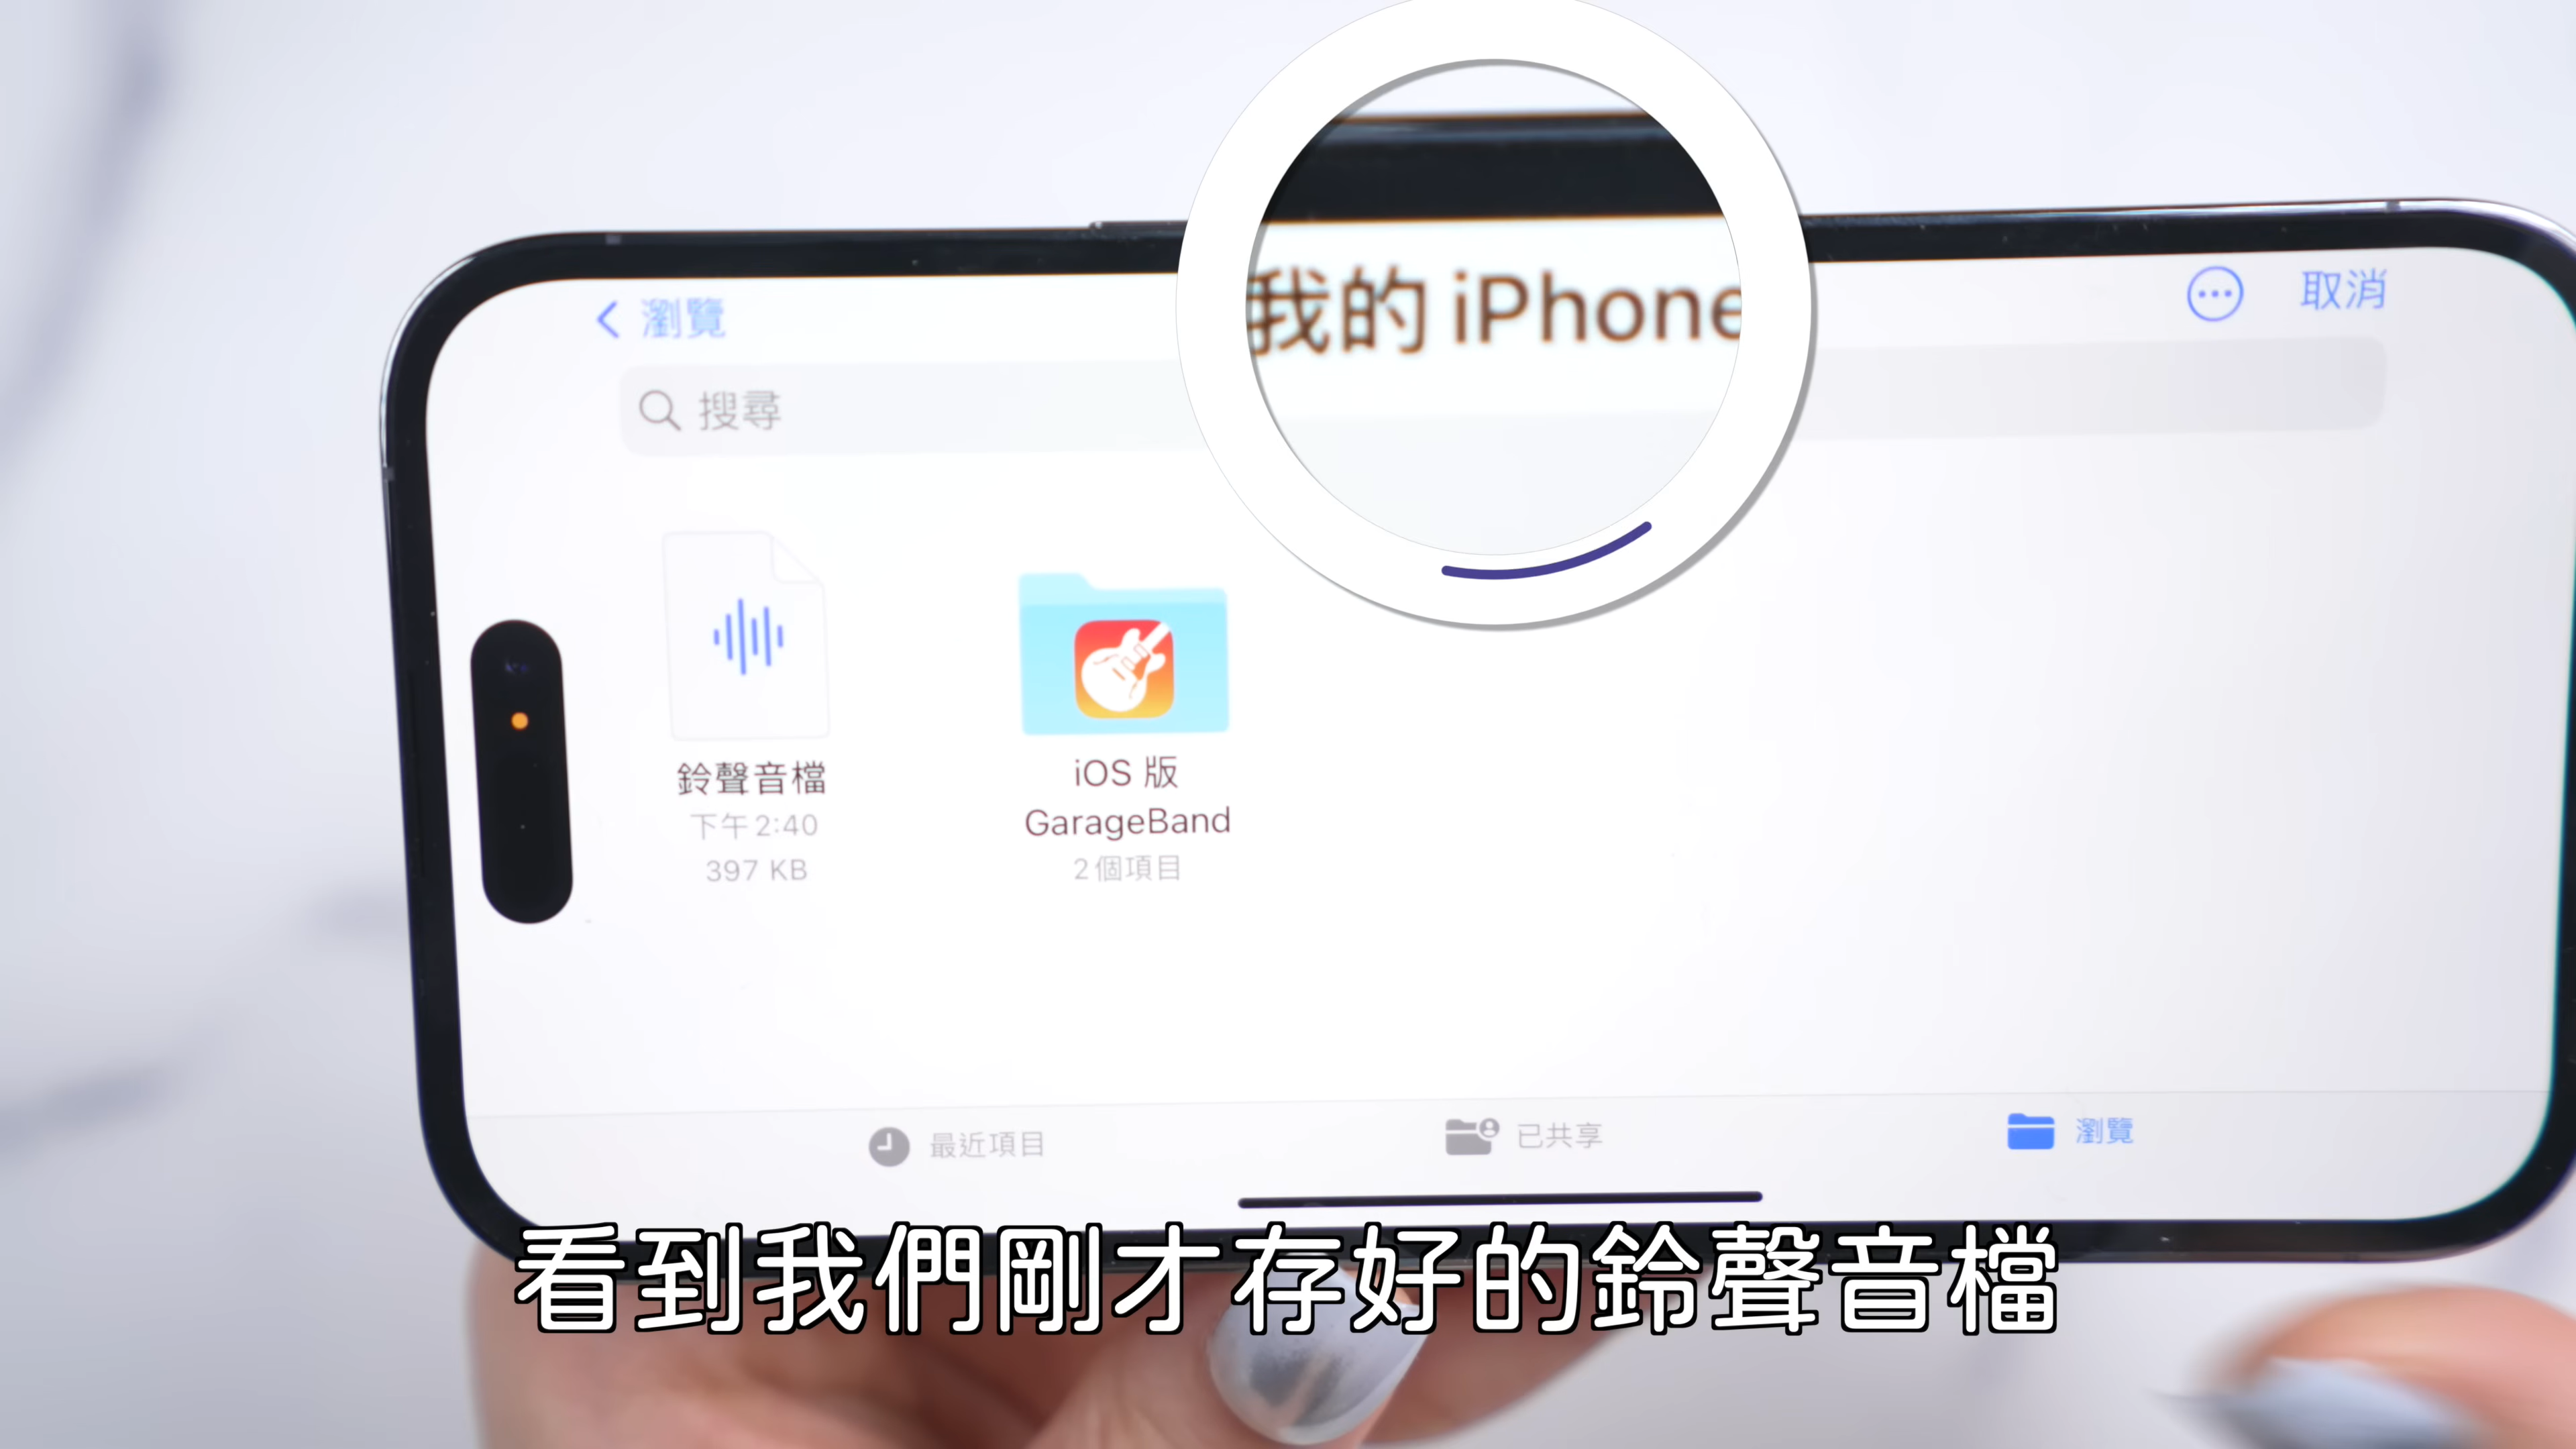 我的 iPhone
瀏覽
取消
搜尋
鈴聲音檔
下午2:40
397 KB
iOS 版
GarageBand
2個項目
最近項目
已共享
瀏覽
看到我們剛才存好的鈴聲音檔